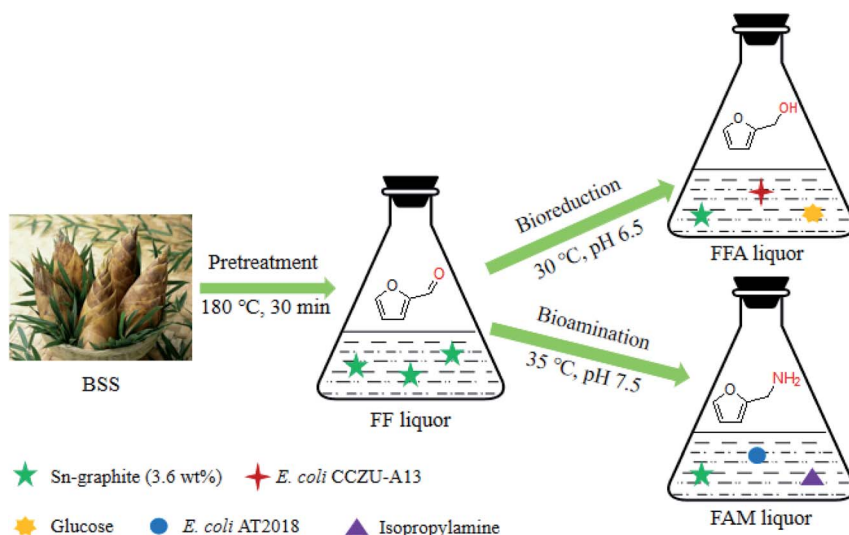 OH
Bioreduction
30 °C, pH 6.5
FFA liquor
Pretreatment
180 °C, 30 min
BSS
O
O
O
FF liquor
Bioamination
35 °C, pH 7.5
NH₂
O
FAM liquor
Sn-graphite (3.6 wt%)
E. coli CCZU-A13
Glucose
E. coli AT2018
Isopropylamine